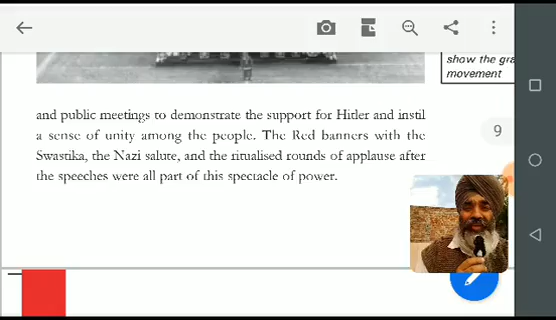 show the gra
movement
and public meetings to demonstrate the support for Hitler and instil
a sense of unity among the people. The Red banners with the
Swastika, the Nazi salute, and the ritualised rounds of applause after
the speeches were all part of this spectacle of power.
9